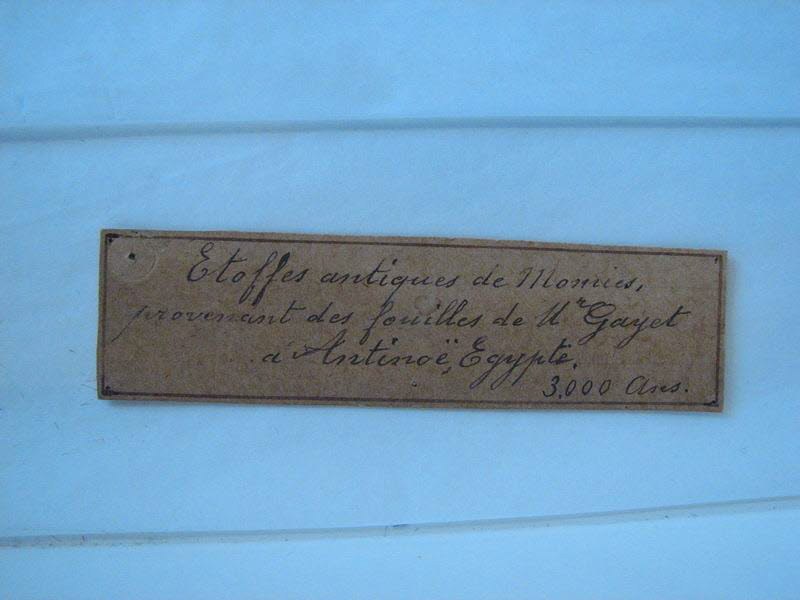 Etoffes antiques de Momies,
provenant des fouilles de Mr Gayet
à Antinoë, Egypte.
3.000 Ans.